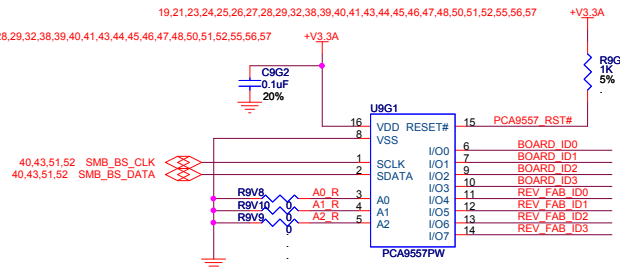 19,21,23,24,25,26,27,28,29,32,38,39,40,41,43,44,45,46,47,48,50,51,52,55,56,57 +V3.3A
28,29,32,38,39,40,41,43,44,45,46,47,48,50,51,52,55,56,57 +V3.3A
R9G
1K
5%
C9G2
0.1uF
20%
U9G1
16 VDD RESET# 15 PCA9557_RST#
8 VSS
I/O0 6 BOARD_ID0
40,43,51,52 SMB_BS_CLK 1 SCLK I/O1 7 BOARD_ID1
40,43,51,52 SMB_BS_DATA 2 SDATA I/O2 9 BOARD_ID2
I/O3 10 BOARD_ID3
R9V8 0 A0_R 3 A0 I/O4 11 REV_FAB_ID0
R9V10 0 A1_R 4 A1 I/O5 12 REV_FAB_ID1
R9V9 0 A2_R 5 A2 I/O6 13 REV_FAB_ID2
I/O7 14 REV_FAB_ID3
PCA9557PW